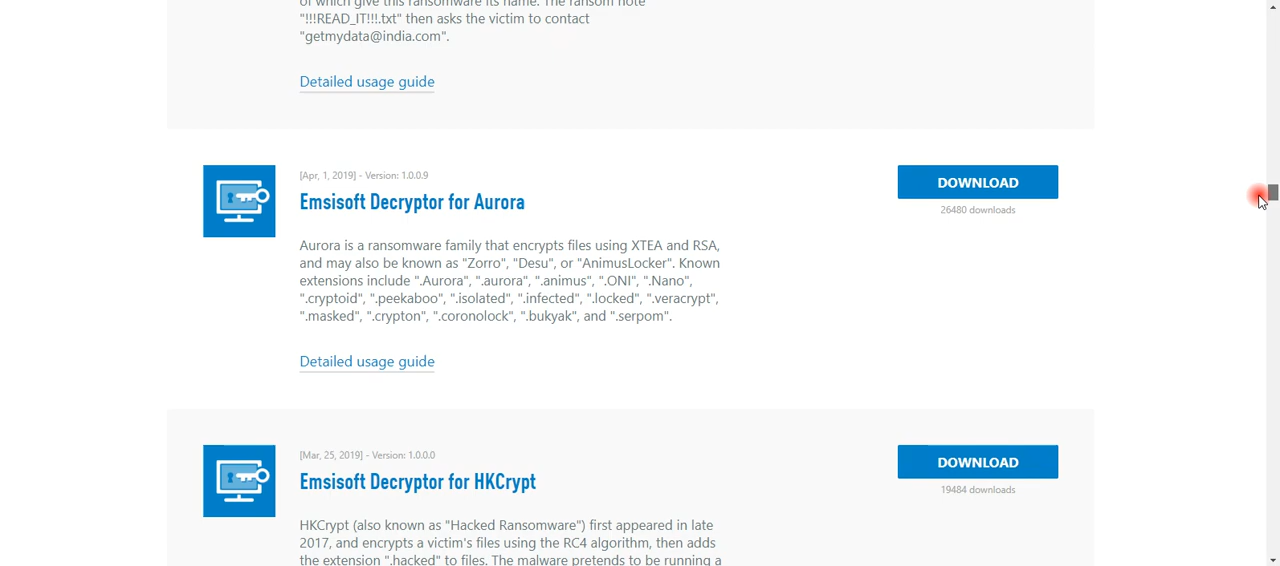 of which give this ransomware its name. The ransom note
"!!!READ_IT!!!.txt" then asks the victim to contact
"getmydata@india.com".
Detailed usage guide
[Apr, 1, 2019] - Version: 1.0.0.9
Emsisoft Decryptor for Aurora
DOWNLOAD
26480 downloads
Aurora is a ransomware family that encrypts files using XTEA and RSA,
and may also be known as "Zorro", "Desu", or "AnimusLocker". Known
extensions include ".Aurora", ".aurora", ".animus", ".ONI", ".Nano",
".cryptoid", ".peekaboo", ".isolated", ".infected", ".locked", ".veracrypt",
".masked", ".crypton", ".coronolock", ".bukyak", and ".serpom".
Detailed usage guide
[Mar, 25, 2019] - Version: 1.0.0.0
Emsisoft Decryptor for HKCrypt
DOWNLOAD
19484 downloads
HKCrypt (also known as "Hacked Ransomware") first appeared in late
2017, and encrypts a victim's files using the RC4 algorithm, then adds
the extension ".hacked" to files. The malware pretends to be running a